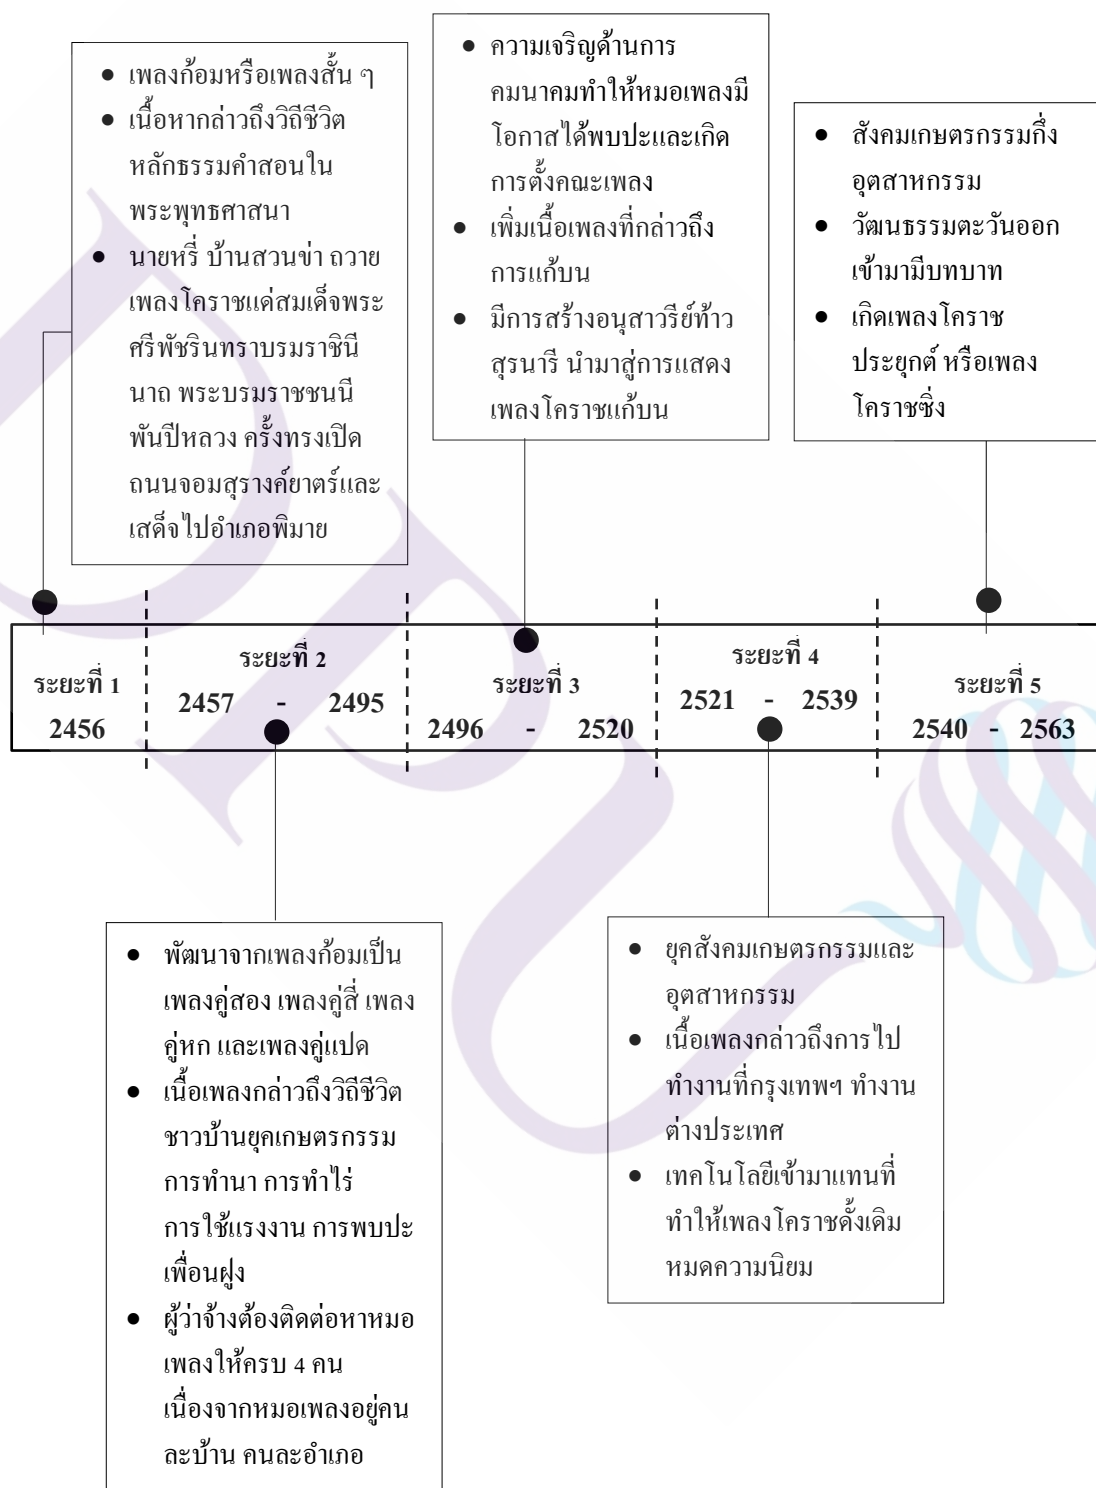 ● เพลงก้อมหรือเพลงสั้น ๆ
● เนื้อหากล่าวถึงวิถีชีวิต
หลักธรรมคำสอนใน
พระพุทธศาสนา
● นายหรี่ บ้านสวนข่า ถวาย
เพลงโคราชแด่สมเด็จพระ
ศรีพัชรินทราบรมราชินี
นาถ พระบรมราชชนนี
พันปีหลวง ครั้งทรงเปิด
ถนนจอมสุรางค์ยาตร์และ
เสด็จไปอำเภอพิมาย
● ความเจริญด้านการ
คมนาคมทำให้หมอเพลงมี
โอกาสได้พบปะและเกิด
การตั้งคณะเพลง
● เพิ่มเนื้อเพลงที่กล่าวถึง
การแก้บน
● มีการสร้างอนุสาวรีย์ท้าว
สุรนารี นำมาสู่การแสดง
เพลงโคราชแก้บน
● สังคมเกษตรกรรมกึ่ง
อุตสาหกรรม
● วัฒนธรรมตะวันออก
เข้ามามีบทบาท
● เกิดเพลงโคราช
ประยุกต์ หรือเพลง
โคราชซิ่ง
ระยะที่ 1
2456
ระยะที่ 2
2457 - 2495
ระยะที่ 3
2496 - 2520
ระยะที่ 4
2521 - 2539
ระยะที่ 5
2540 - 2563
● พัฒนาจากเพลงก้อมเป็น
เพลงคู่สอง เพลงคู่สี่ เพลง
คู่หก และเพลงคู่แปด
● เนื้อเพลงกล่าวถึงวิถีชีวิต
ชาวบ้านยุคเกษตรกรรม
การทำนา การทำไร่
การใช้แรงงาน การพบปะ
เพื่อนฝูง
● ผู้ว่าจ้างต้องติดต่อหาหมอ
เพลงให้ครบ 4 คน
เนื่องจากหมอเพลงอยู่คน
ละบ้าน คนละอำเภอ
● ยุคสังคมเกษตรกรรมและ
อุตสาหกรรม
● เนื้อเพลงกล่าวถึงการไป
ทำงานที่กรุงเทพฯ ทำงาน
ต่างประเทศ
● เทคโนโลยีเข้ามาแทนที่
ทำให้เพลงโคราชดั้งเดิม
หมดความนิยม
DPU